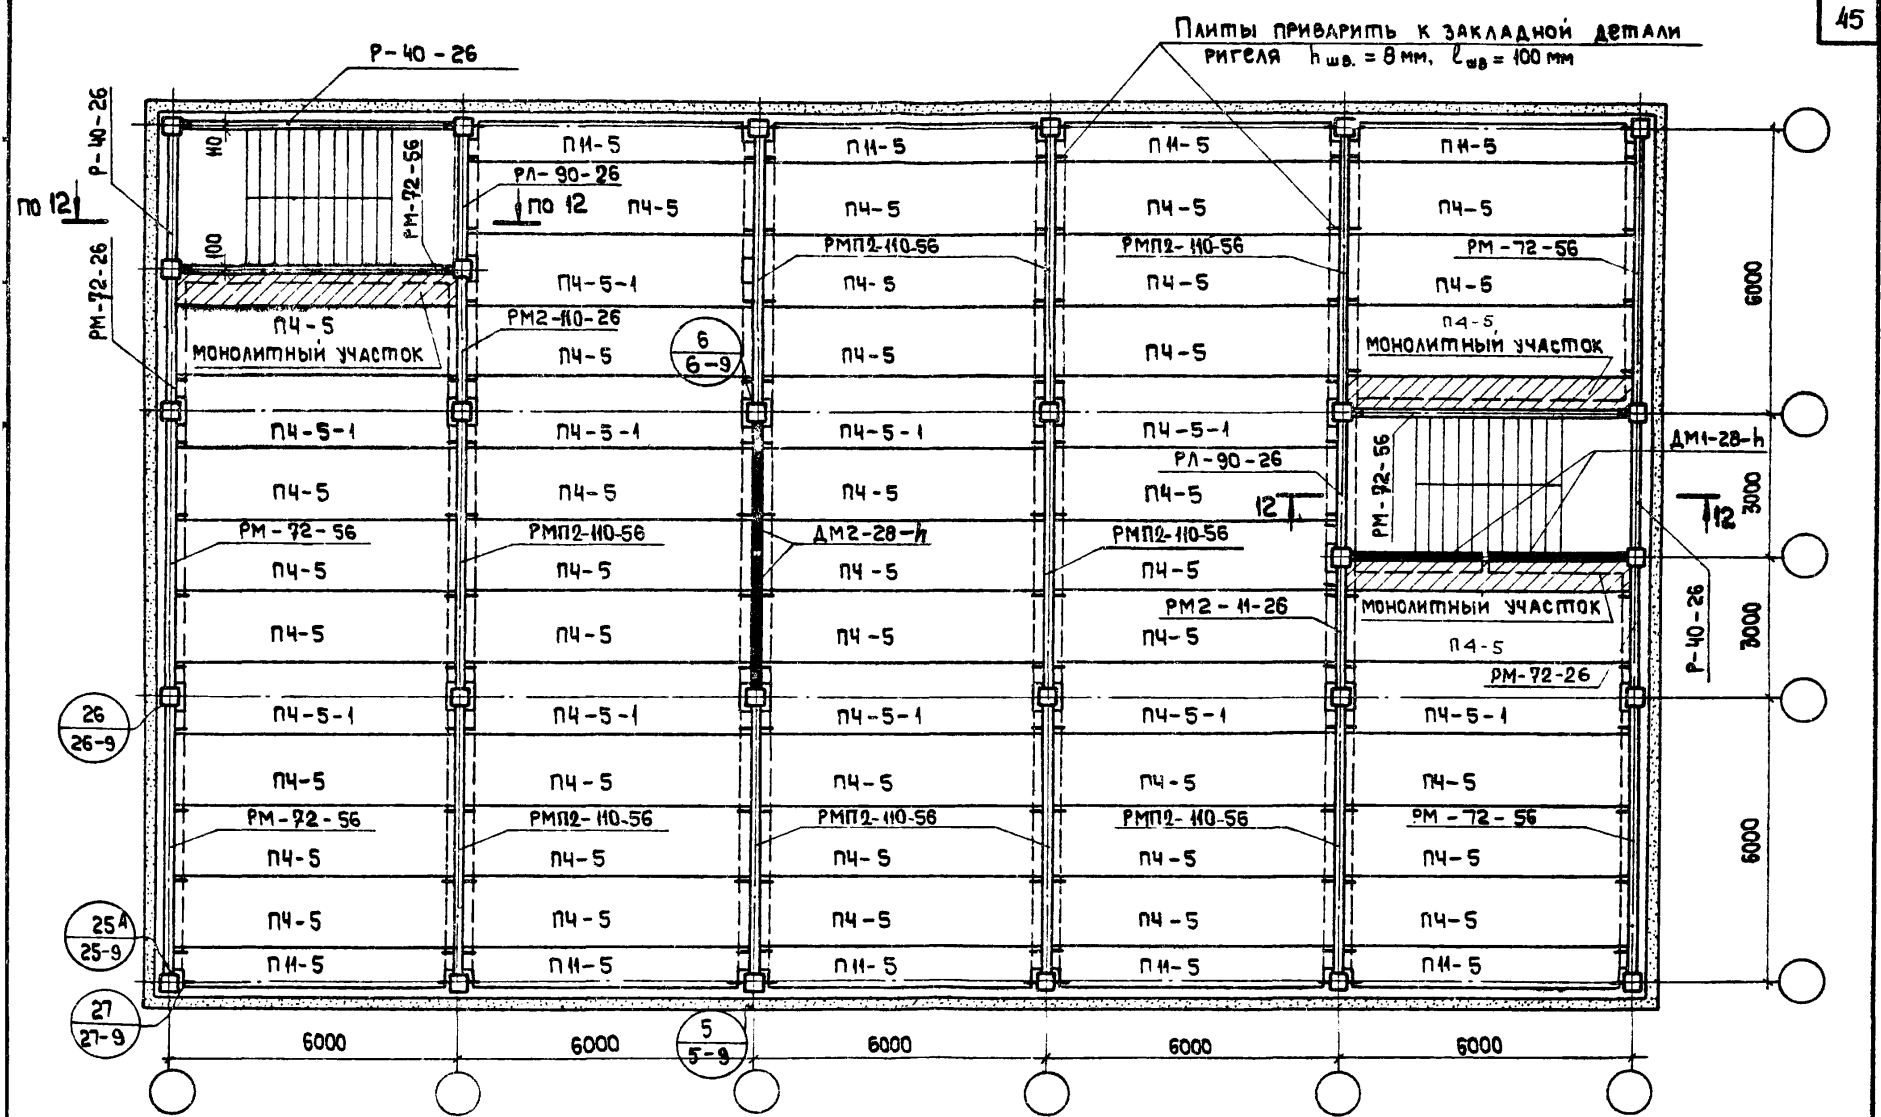 45
Плиты приварить к закладной детали
ригеля hшв. = 8 мм, ℓшв = 100 мм
Р-40-26
Р-40-26
по 12
РМ-72-26
110
100
РМ-72-56
РЛ-90-26
по 12
П11-5
П11-5
П11-5
П11-5
П4-5
П4-5
П4-5
П4-5
РМП2-110-56
РМП2-110-56
РМ-72-56
П4-5-1
П4-5
П4-5
П4-5
П4-5
монолитный участок
РМ2-110-26
П4-5
6
6-9
П4-5
П4-5
П4-5
монолитный участок
6000
П4-5-1
П4-5-1
П4-5-1
П4-5-1
РЛ-90-26
РМ-72-56
ДМ1-28-h
П4-5
П4-5
П4-5
П4-5
12
12
3000
РМ-72-56
РМП2-110-56
ДМ2-28-h
РМП2-110-56
П4-5
П4-5
П4-5
П4-5
РМ2-11-26
монолитный участок
Р-40-26
3000
П4-5
П4-5
П4-5
П4-5
П4-5
РМ-72-26
26
26-9
П4-5-1
П4-5-1
П4-5-1
П4-5-1
П4-5-1
П4-5
П4-5
П4-5
П4-5
П4-5
РМ-72-56
РМП2-110-56
РМП2-110-56
РМП2-110-56
РМ-72-56
6000
П4-5
П4-5
П4-5
П4-5
П4-5
25А
25-9
П4-5
П4-5
П4-5
П4-5
П4-5
П11-5
П11-5
П11-5
П11-5
П11-5
27
27-9
5
5-9
6000
6000
6000
6000
6000